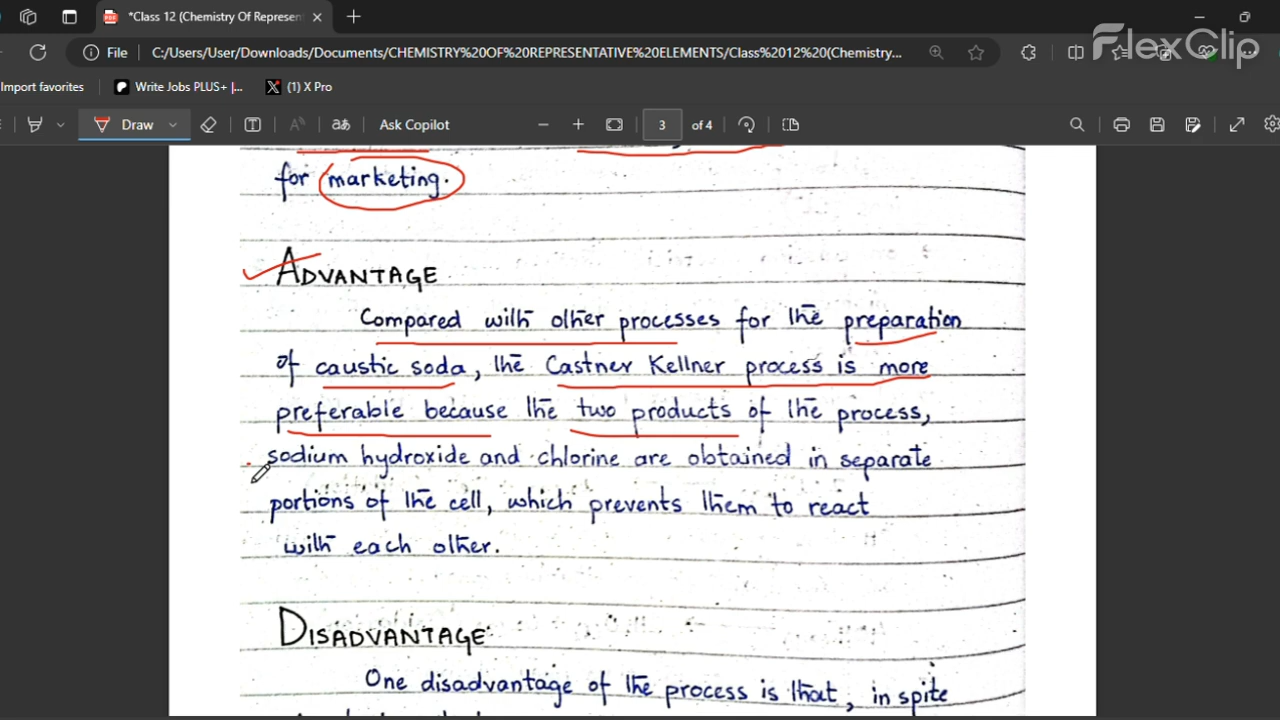 *Class 12 (Chemistry Of Represen
FlexClip
File C:/Users/User/Downloads/Documents/CHEMISTRY%20OF%20REPRESENTATIVE%20ELEMENTS/Class%2012%20(Chemistry...
Import favorites Write Jobs PLUS+ |... (1) X Pro
Draw Ask Copilot 3 of 4
for marketing.
ADVANTAGE
Compared with other processes for the preparation
of caustic soda, the Castner Kellner process is more
preferable because the two products of the process,
sodium hydroxide and chlorine are obtained in separate
portions of the cell, which prevents them to react
with each other.
DISADVANTAGE
One disadvantage of the process is that, in spite